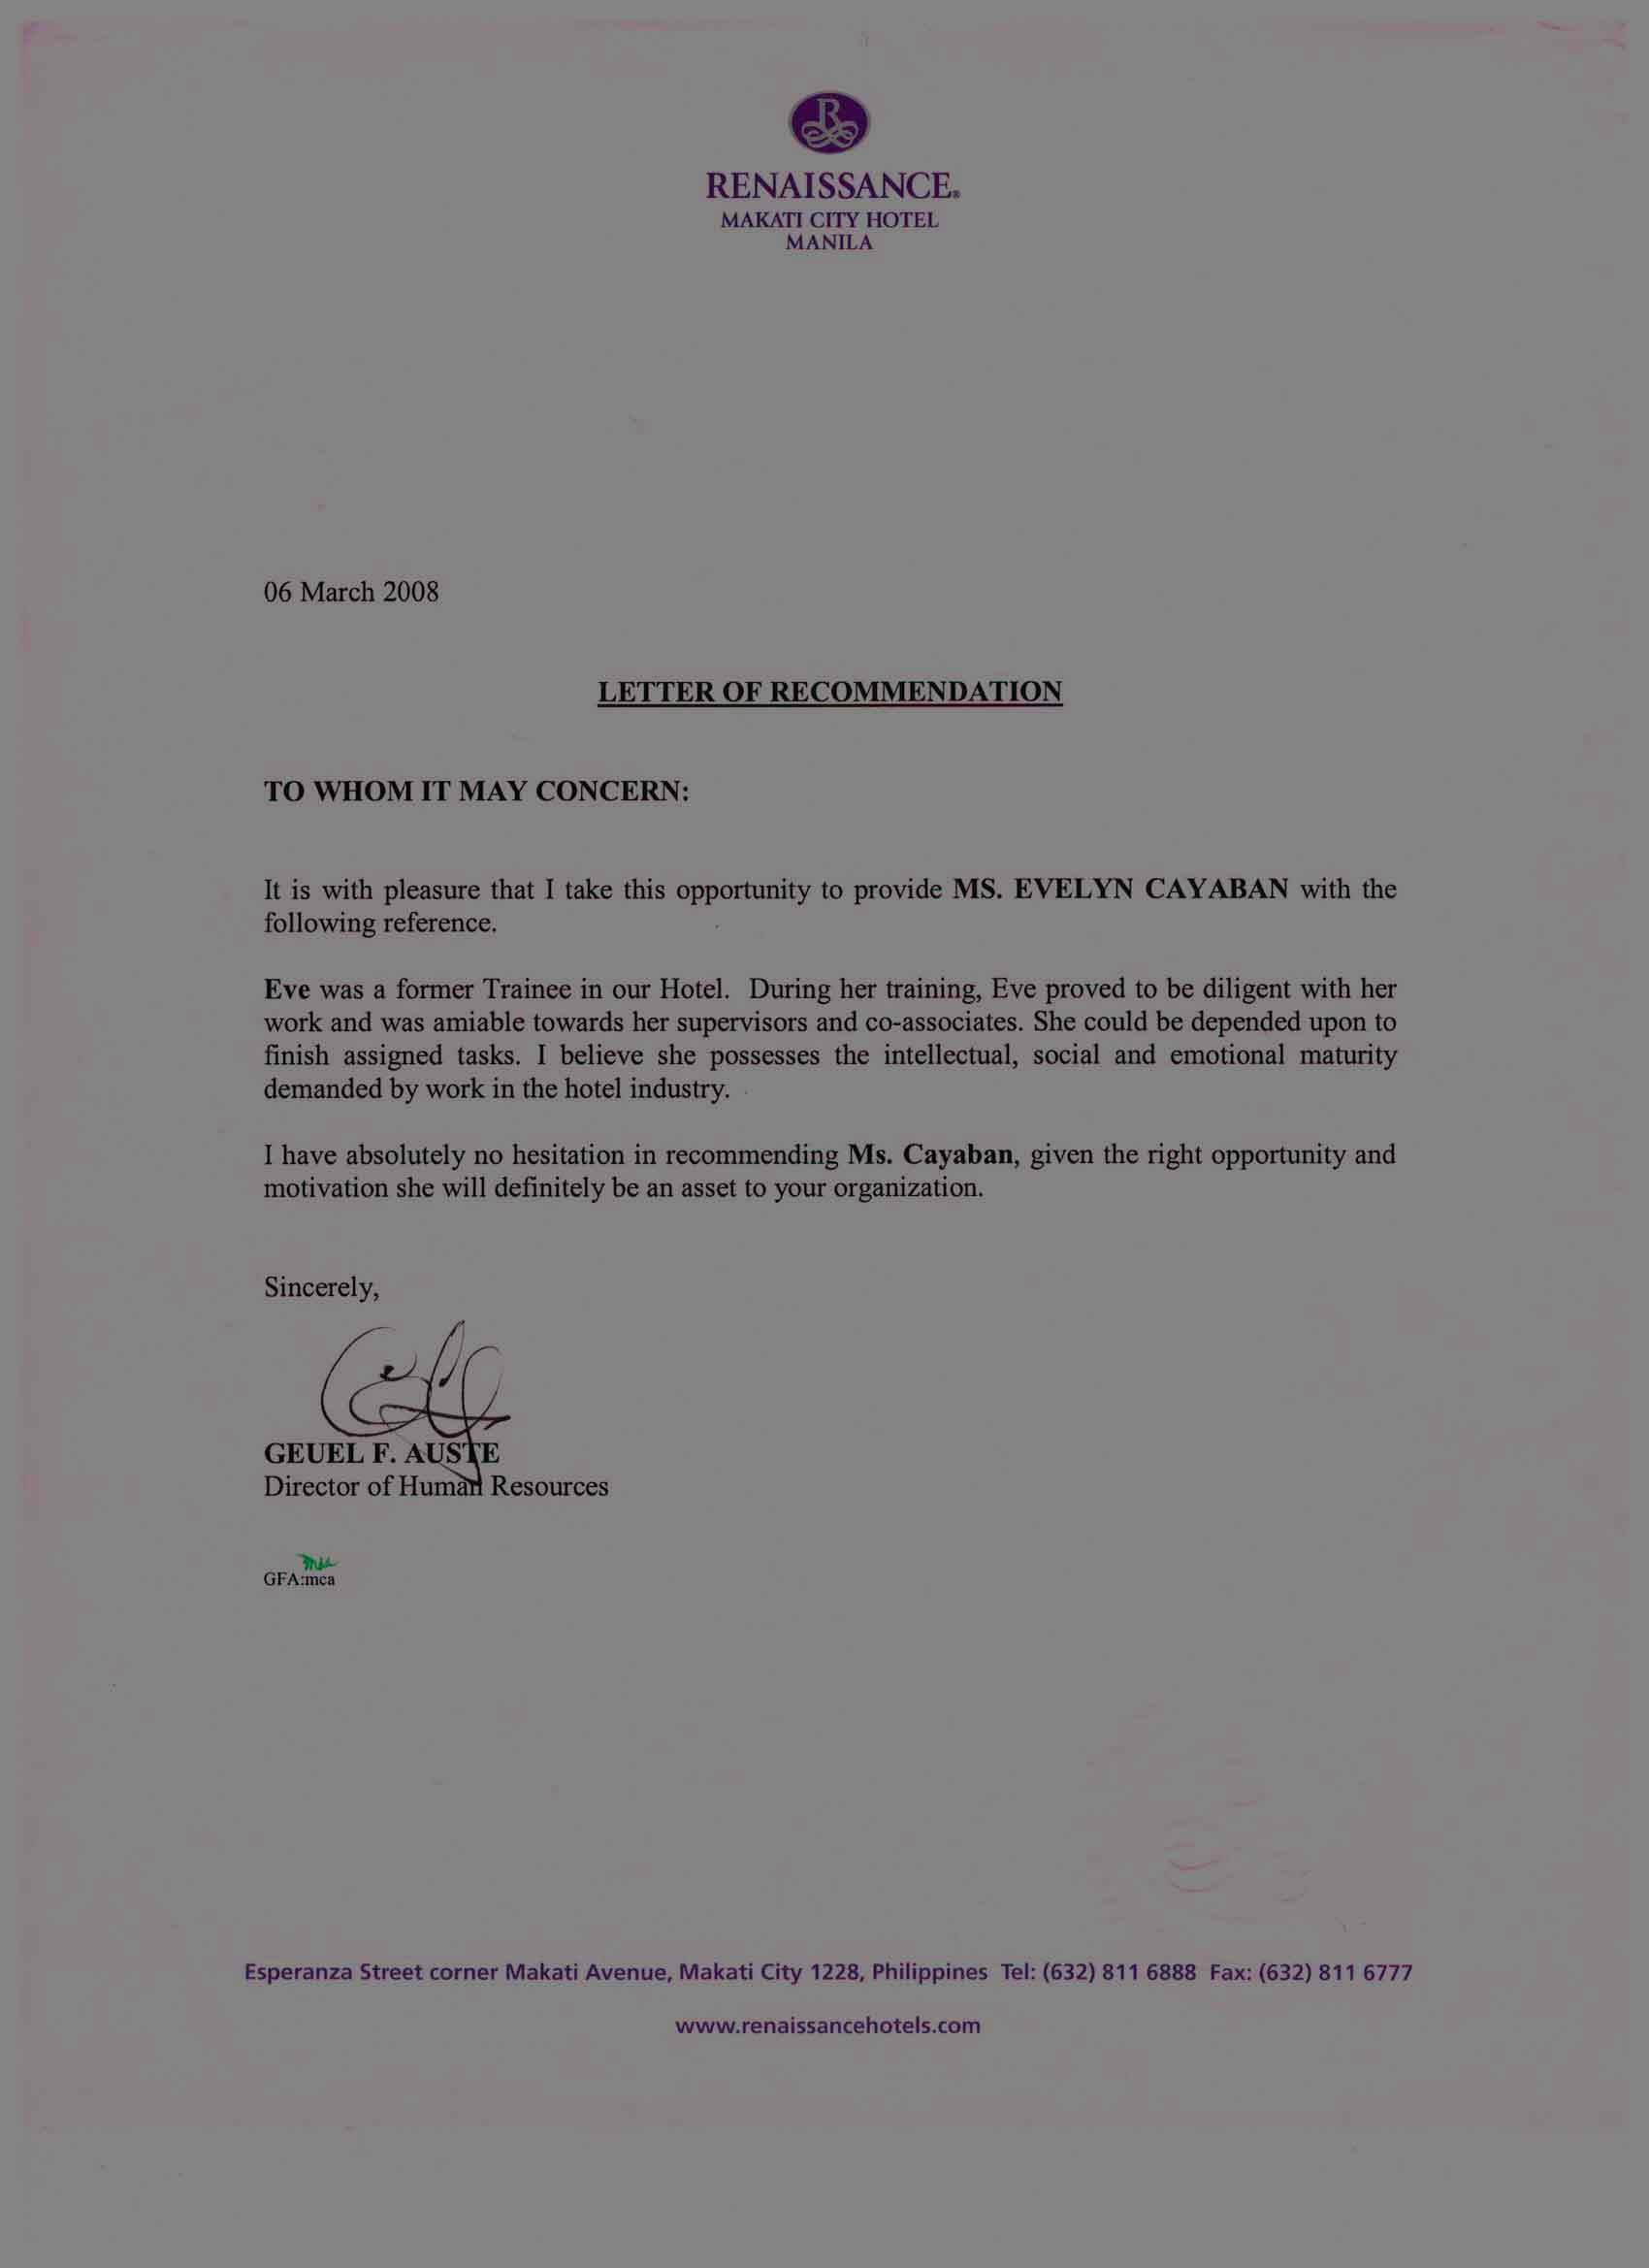 R
RENAISSANCE®
MAKATI CITY HOTEL
MANILA
06 March 2008
LETTER OF RECOMMENDATION
TO WHOM IT MAY CONCERN:
It is with pleasure that I take this opportunity to provide MS. EVELYN CAYABAN with the
following reference.
Eve was a former Trainee in our Hotel. During her training, Eve proved to be diligent with her
work and was amiable towards her supervisors and co-associates. She could be depended upon to
finish assigned tasks. I believe she possesses the intellectual, social and emotional maturity
demanded by work in the hotel industry.
I have absolutely no hesitation in recommending Ms. Cayaban, given the right opportunity and
motivation she will definitely be an asset to your organization.
Sincerely,
GEUEL F. AUSTE
Director of Human Resources
GFA:mca
Esperanza Street corner Makati Avenue, Makati City 1228, Philippines Tel: (632) 811 6888 Fax: (632) 811 6777
www.renaissancehotels.com